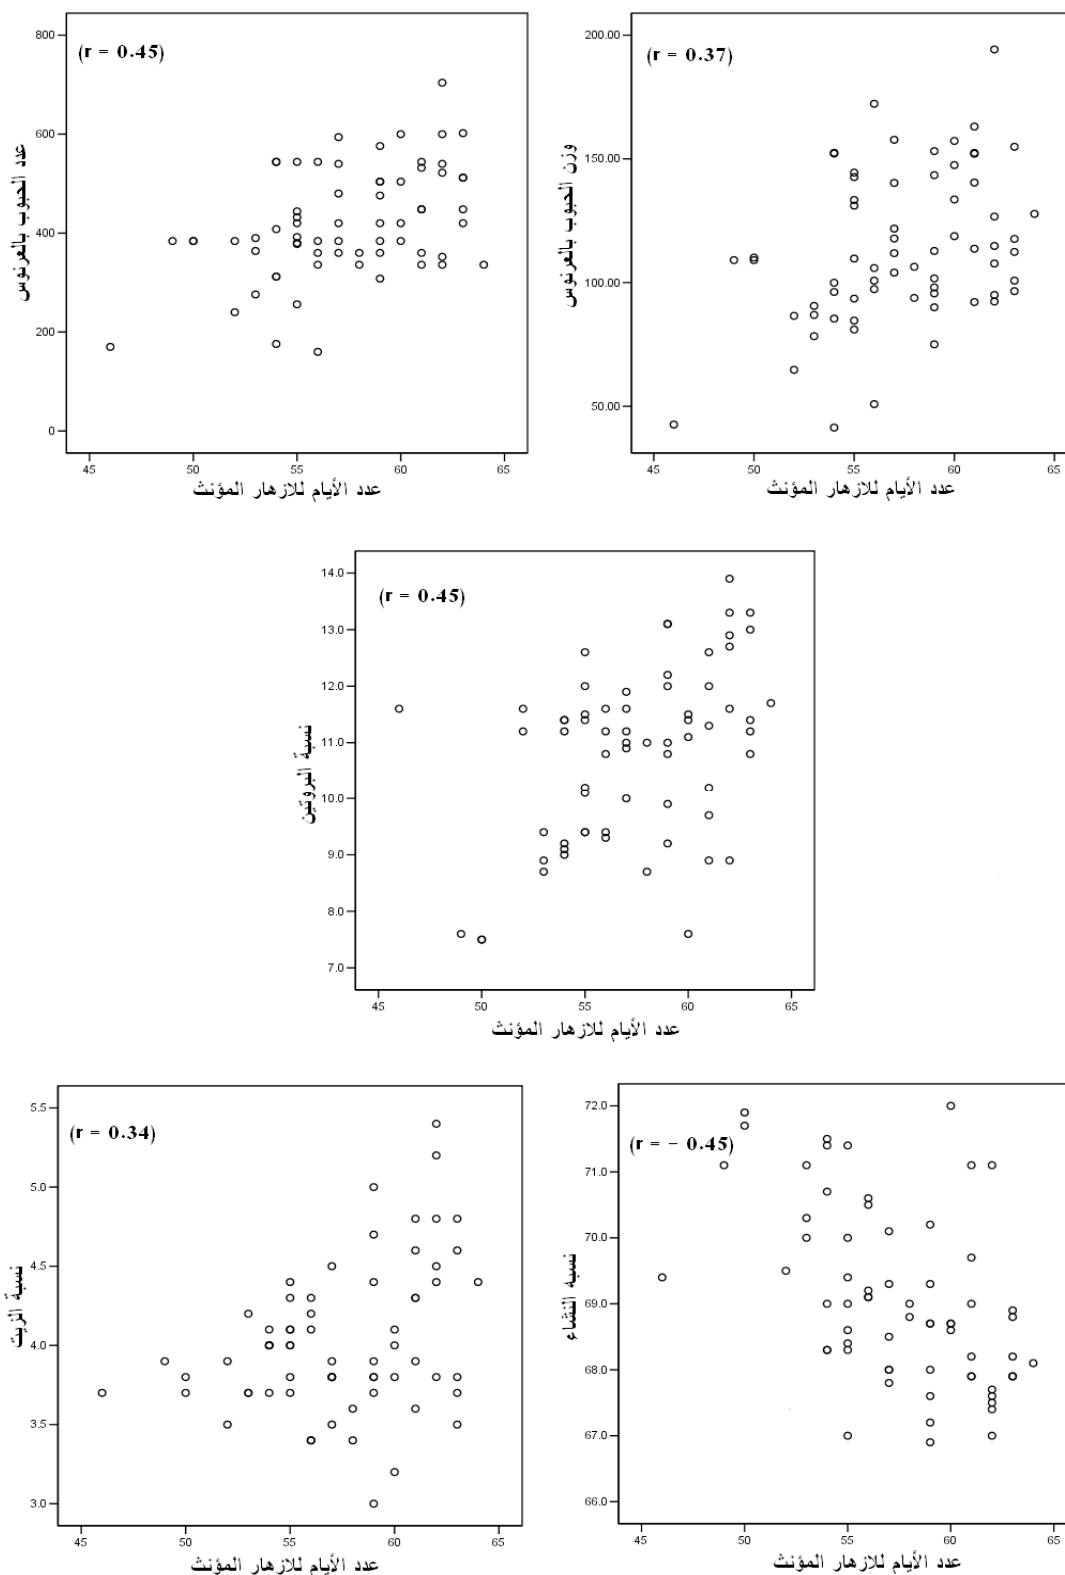 (r = 0.45)
800
600
400
200
0
عدد الحبوب بالعرنوس
45 50 55 60 65
عدد الأيام للازهار المؤنث
(r = 0.37)
200.00
150.00
100.00
50.00
وزن الحبوب بالعرنوس
45 50 55 60 65
عدد الأيام للازهار المؤنث
(r = 0.45)
14.0
13.0
12.0
11.0
10.0
9.0
8.0
7.0
نسبة البروتين
45 50 55 60 65
عدد الأيام للازهار المؤنث
(r = 0.34)
5.5
5.0
4.5
4.0
3.5
3.0
نسبة الزيت
45 50 55 60 65
عدد الأيام للازهار المؤنث
(r = - 0.45)
72.0
71.0
70.0
69.0
68.0
67.0
66.0
نسبة النشاء
45 50 55 60 65
عدد الأيام للازهار المؤنث